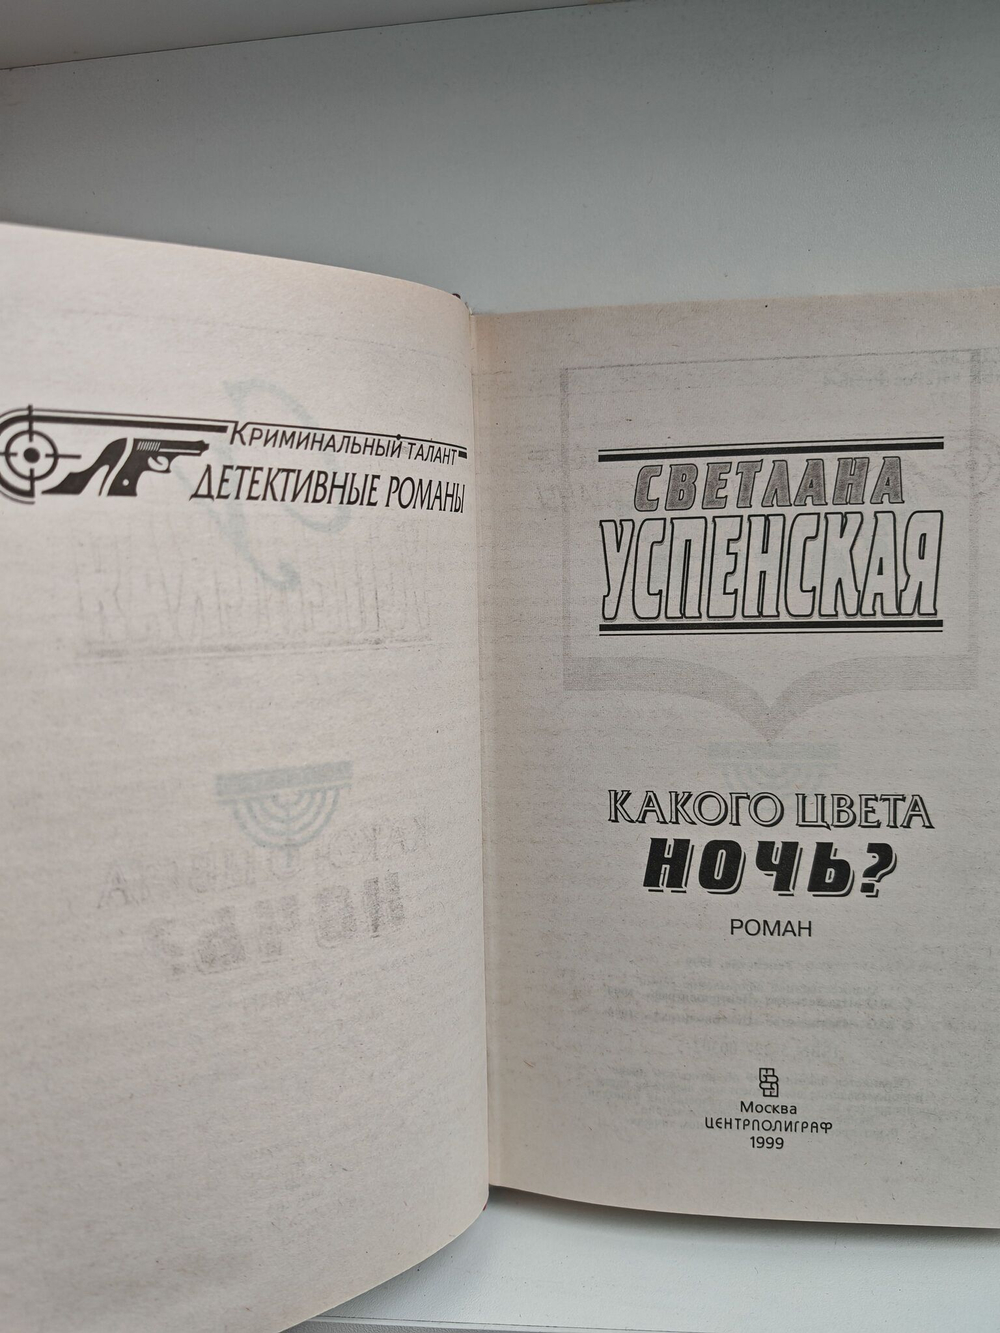 Криминальный талант
Детективные романы
СВЕТЛАНА
УСПЕНСКАЯ
КАКОГО ЦВЕТА
НОЧЬ?
РОМАН
Москва
ЦЕНТРПОЛИГРАФ
1999